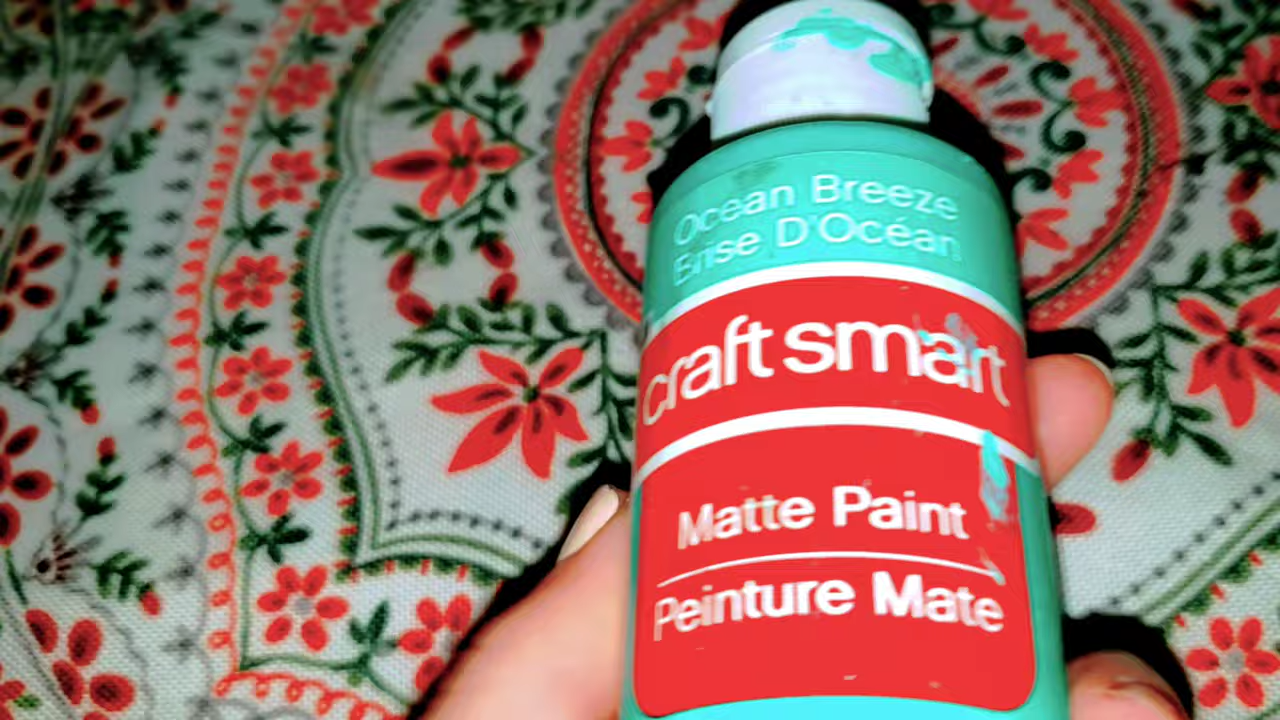 Ocean Breeze
Brise D'Océan
craft smart
Matte Paint
Peinture Mate